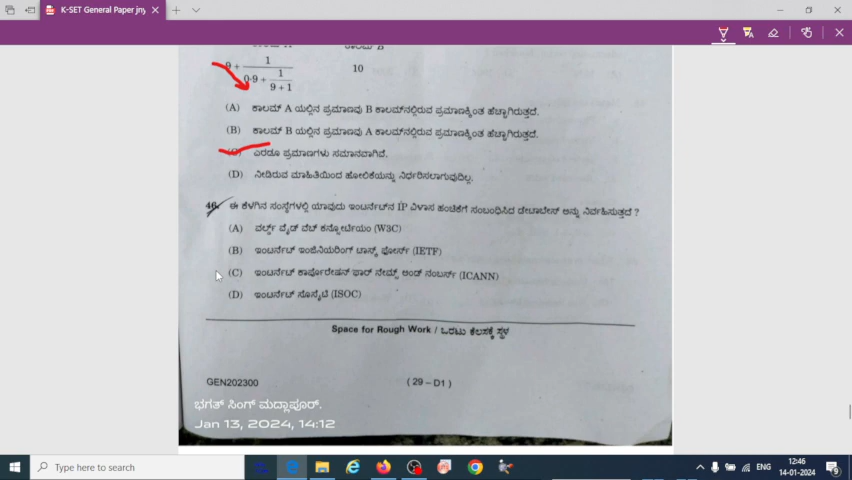 K-SET General Paper jny
9 + 1
0·9 + 1
9 + 1
10
(A) ಕಾಲಮ್ A ಯಲ್ಲಿನ ಪ್ರಮಾಣವು B ಕಾಲಮ್‌ನಲ್ಲಿರುವ ಪ್ರಮಾಣಕ್ಕಿಂತ ಹೆಚ್ಚಾಗಿರುತ್ತದೆ.
(B) ಕಾಲಮ್ B ಯಲ್ಲಿನ ಪ್ರಮಾಣವು A ಕಾಲಮ್‌ನಲ್ಲಿರುವ ಪ್ರಮಾಣಕ್ಕಿಂತ ಹೆಚ್ಚಾಗಿರುತ್ತದೆ.
(C) ಎರಡೂ ಪ್ರಮಾಣಗಳು ಸಮಾನವಾಗಿವೆ.
(D) ನೀಡಿರುವ ಮಾಹಿತಿಯಿಂದ ಹೋಲಿಕೆಯನ್ನು ನಿರ್ಧರಿಸಲಾಗುವುದಿಲ್ಲ.
46. ಈ ಕೆಳಗಿನ ಸಂಸ್ಥೆಗಳಲ್ಲಿ ಯಾವುದು ಇಂಟರ್ನೆಟ್‌ನ IP ವಿಳಾಸ ಹಂಚಿಕೆಗೆ ಸಂಬಂಧಿಸಿದ ಡೇಟಾಬೇಸ್ ಅನ್ನು ನಿರ್ವಹಿಸುತ್ತದೆ ?
(A) ವರ್ಲ್ಡ್ ವೈಡ್ ವೆಬ್ ಕನ್ಸೋರ್ಟಿಯಂ (W3C)
(B) ಇಂಟರ್ನೆಟ್ ಇಂಜಿನಿಯರಿಂಗ್ ಟಾಸ್ಕ್ ಫೋರ್ಸ್ (IETF)
(C) ಇಂಟರ್ನೆಟ್ ಕಾರ್ಪೊರೇಷನ್ ಫಾರ್ ನೇಮ್ಸ್ ಅಂಡ್ ನಂಬರ್ಸ್ (ICANN)
(D) ಇಂಟರ್ನೆಟ್ ಸೊಸೈಟಿ (ISOC)
Space for Rough Work / ಒರಟು ಕೆಲಸಕ್ಕೆ ಸ್ಥಳ
GEN202300 ( 29 – D1 )
ಭಗತ್ ಸಿಂಗ್ ಮದ್ಲಾಪೂರ್.
Jan 13, 2024, 14:12
Type here to search
ENG
12:46
14-01-2024